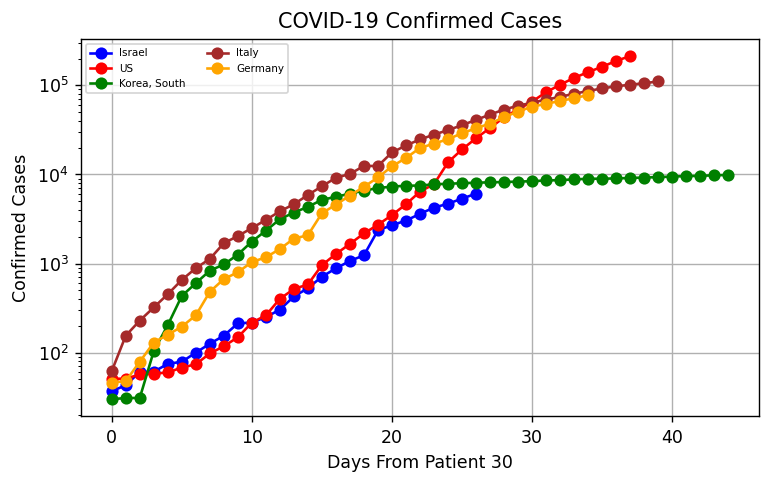 COVID-19 Confirmed Cases
Israel
US
Korea, South
Italy
Germany
Confirmed Cases
10^5
10^4
10^3
10^2
0 10 20 30 40
Days From Patient 30